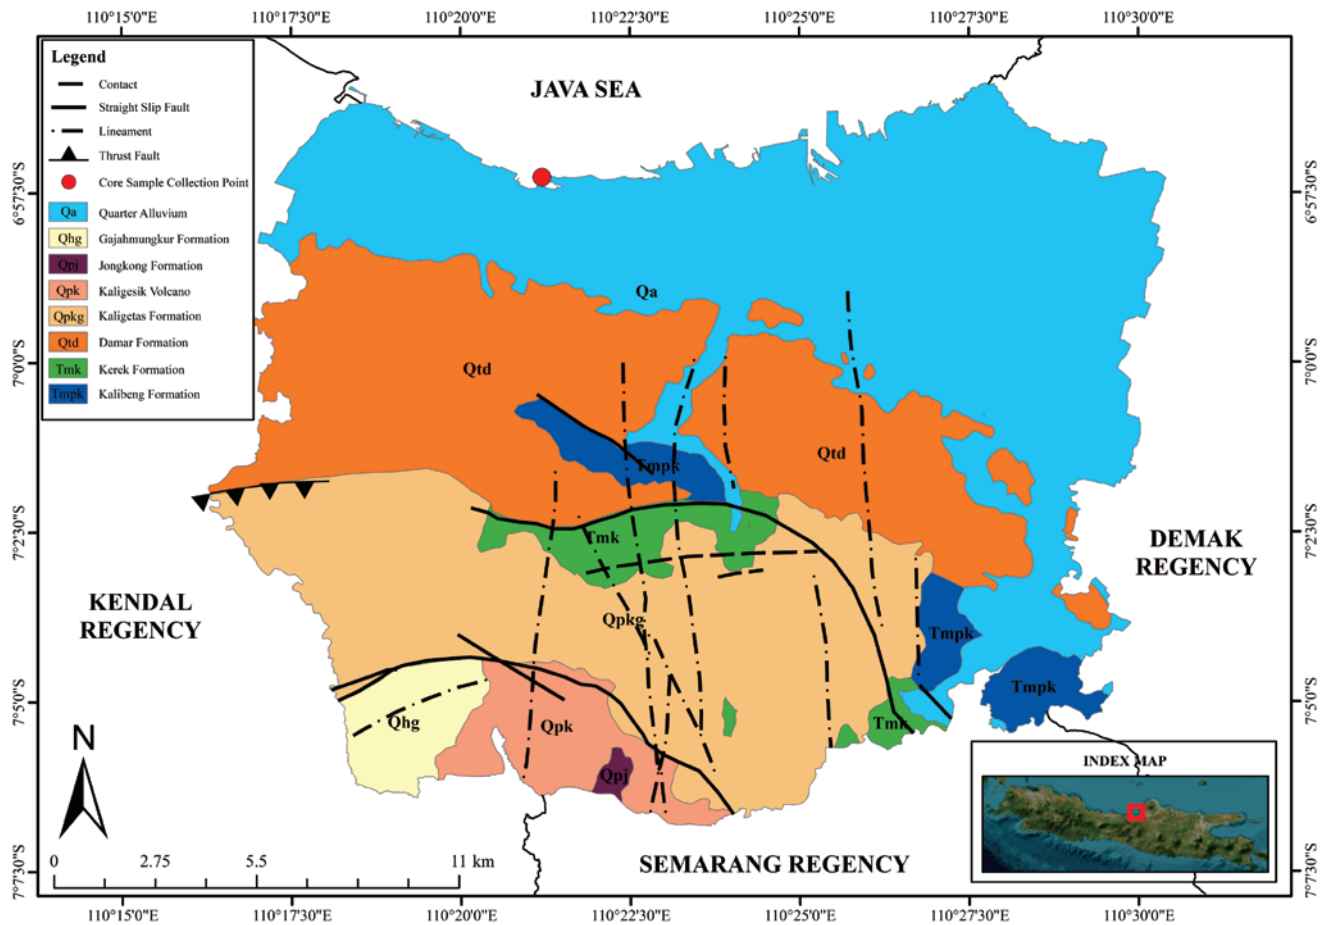 110°15'0"E 110°17'30"E 110°20'0"E 110°22'30"E 110°25'0"E 110°27'30"E 110°30'0"E
Legend
Contact
Straight Slip Fault
Lineament
Thrust Fault
Core Sample Collection Point
Qa Quarter Alluvium
Qhg Gajahmungkur Formation
Qpj Jongkong Formation
Qpk Kaligesik Volcano
Qpkg Kaligetas Formation
Qtd Damar Formation
Tmk Kerek Formation
Tmpk Kalibeng Formation
JAVA SEA
6°57'30"S
6°57'30"S
Qa
7°0'0"S
7°0'0"S
Qtd
Qtd
Tmpk
7°2'30"S
7°2'30"S
Tmk
DEMAK
REGENCY
KENDAL
REGENCY
Qpkg
Tmpk
Tmpk
7°5'0"S
7°5'0"S
Qhg
Qpk
Tmk
Qpj
N
INDEX MAP
0 2.75 5.5 11 km
SEMARANG REGENCY
7°7'30"S
7°7'30"S
110°15'0"E 110°17'30"E 110°20'0"E 110°22'30"E 110°25'0"E 110°27'30"E 110°30'0"E